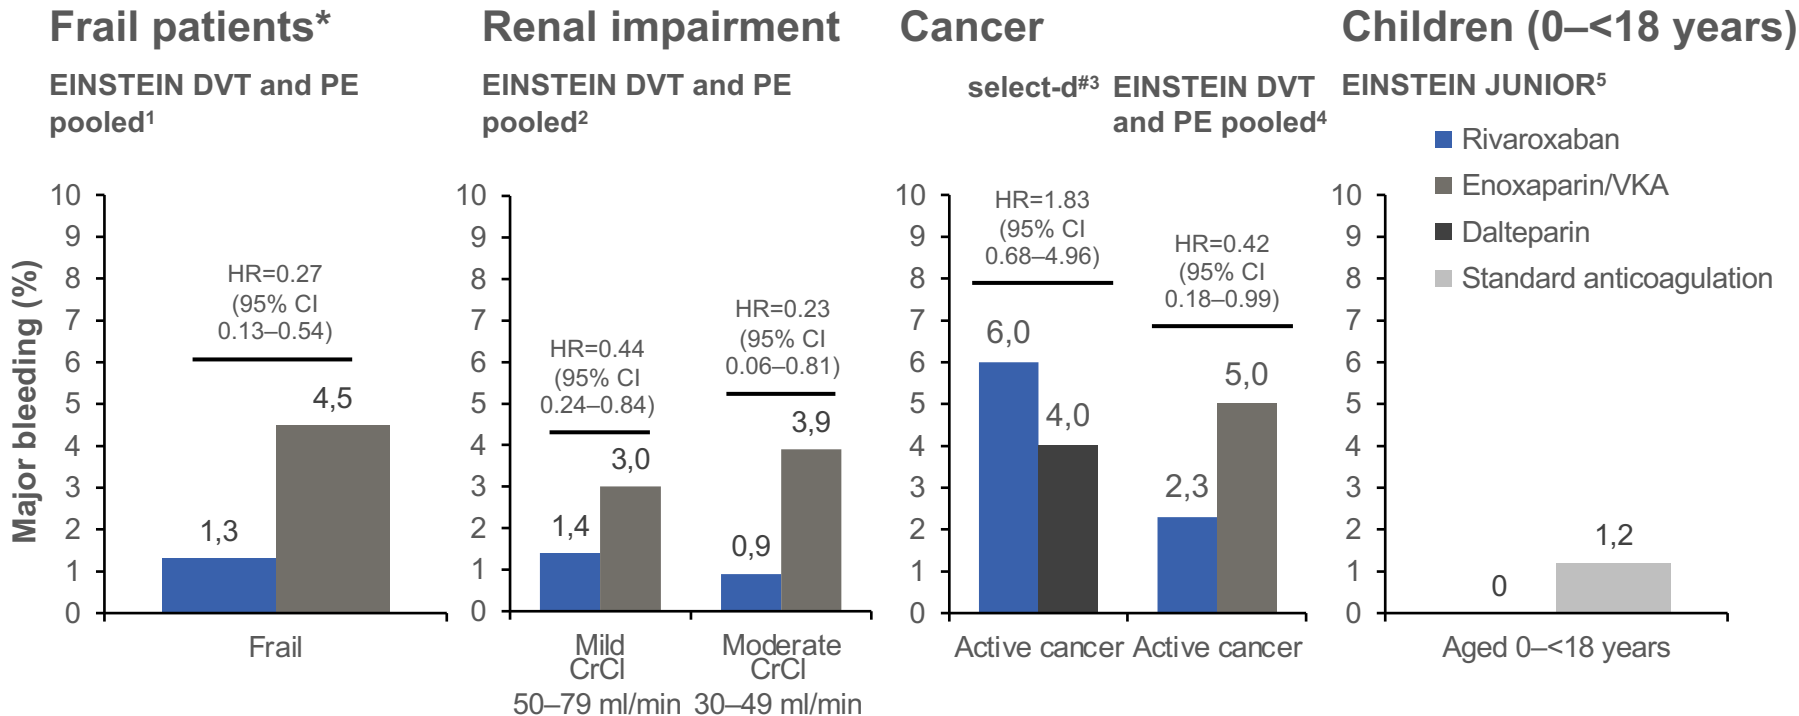 Frail patients*
EINSTEIN DVT and PE
pooled¹
Major bleeding (%)
10
9
8
7
6
5
4
3
2
1
0
HR=0.27
(95% CI
0.13–0.54)
1,3
4,5
Frail
Renal impairment
EINSTEIN DVT and PE
pooled²
10
9
8
7
6
5
4
3
2
1
0
HR=0.44
(95% CI
0.24–0.84)
1,4
3,0
HR=0.23
(95% CI
0.06–0.81)
0,9
3,9
Mild
CrCl
50–79 ml/min
Moderate
CrCl
30–49 ml/min
Cancer
select-d#³
EINSTEIN DVT
and PE pooled⁴
10
9
8
7
6
5
4
3
2
1
0
HR=1.83
(95% CI
0.68–4.96)
6,0
4,0
HR=0.42
(95% CI
0.18–0.99)
2,3
5,0
Active cancer
Active cancer
Children (0–<18 years)
EINSTEIN JUNIOR⁵
Rivaroxaban
Enoxaparin/VKA
Dalteparin
Standard anticoagulation
10
9
8
7
6
5
4
3
2
1
0
0
1,2
Aged 0–<18 years